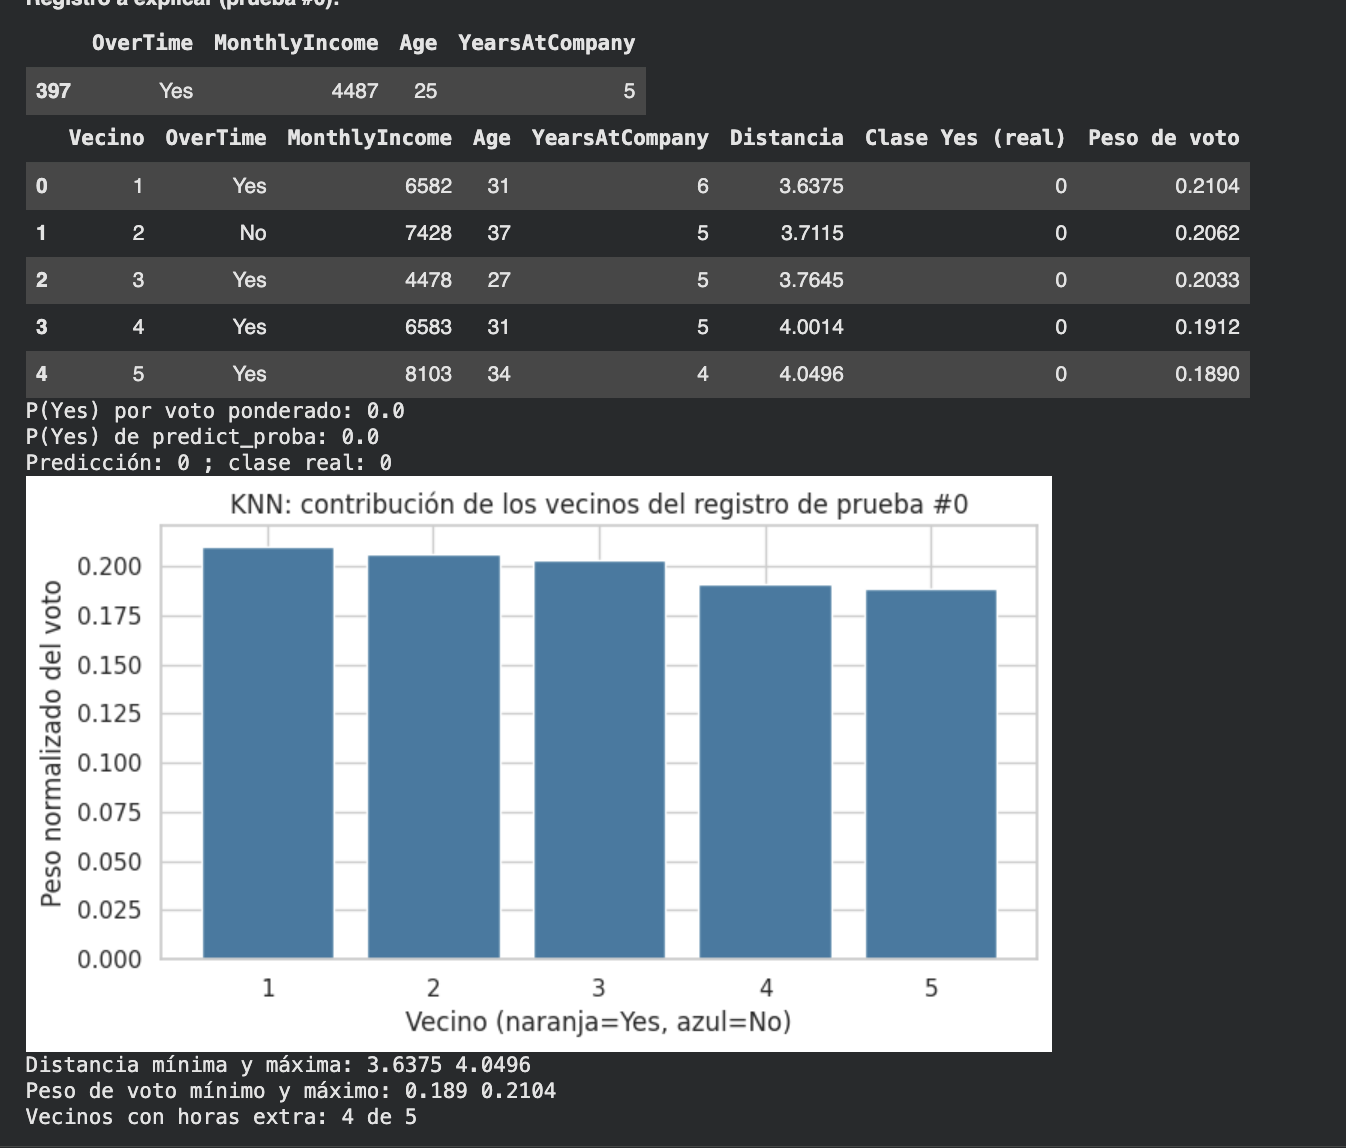 Registro a explicar (prueba #0):
OverTime MonthlyIncome Age YearsAtCompany
397 Yes 4487 25 5
Vecino OverTime MonthlyIncome Age YearsAtCompany Distancia Clase Yes (real) Peso de voto
0 1 Yes 6582 31 6 3.6375 0 0.2104
1 2 No 7428 37 5 3.7115 0 0.2062
2 3 Yes 4478 27 5 3.7645 0 0.2033
3 4 Yes 6583 31 5 4.0014 0 0.1912
4 5 Yes 8103 34 4 4.0496 0 0.1890
P(Yes) por voto ponderado: 0.0
P(Yes) de predict_proba: 0.0
Predicción: 0 ; clase real: 0
KNN: contribución de los vecinos del registro de prueba #0
Peso normalizado del voto
0.200
0.175
0.150
0.125
0.100
0.075
0.050
0.025
0.000
1 2 3 4 5
Vecino (naranja=Yes, azul=No)
Distancia mínima y máxima: 3.6375 4.0496
Peso de voto mínimo y máximo: 0.189 0.2104
Vecinos con horas extra: 4 de 5